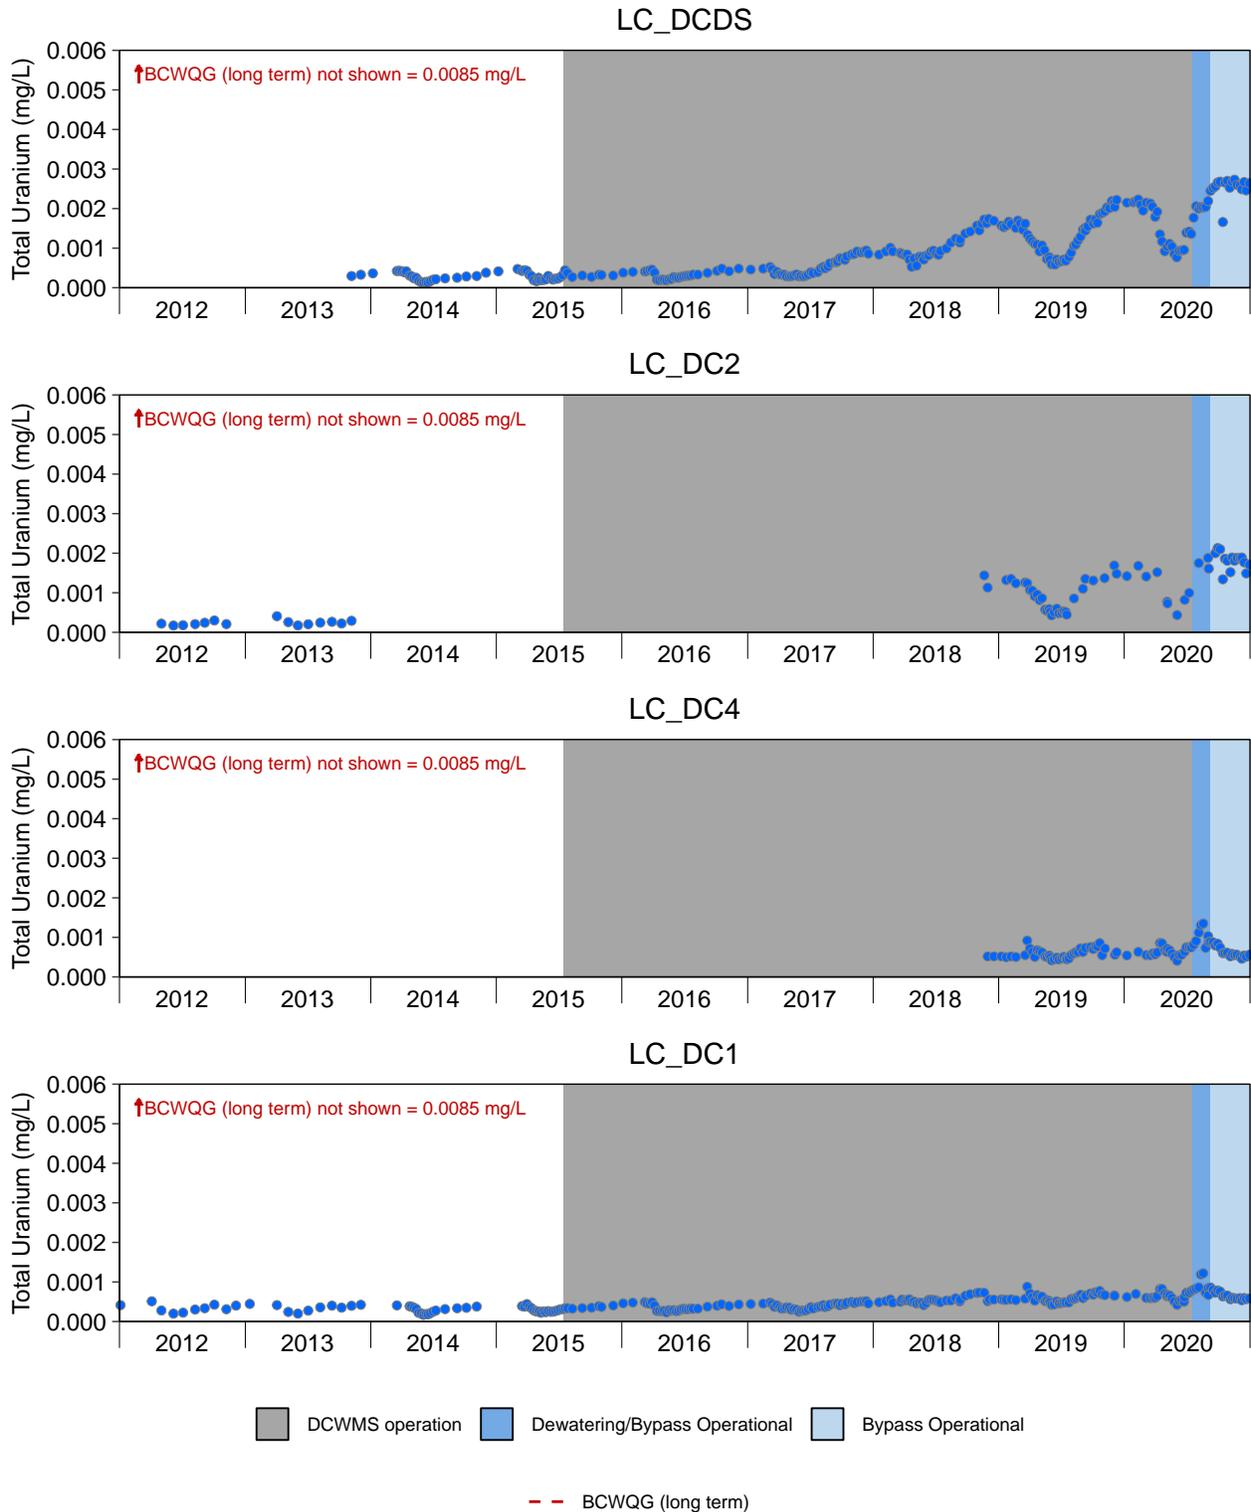 LC_DCDS
Total Uranium (mg/L)
0.006
0.005
0.004
0.003
0.002
0.001
0.000
BCWQG (long term) not shown = 0.0085 mg/L
2012 2013 2014 2015 2016 2017 2018 2019 2020
LC_DC2
Total Uranium (mg/L)
0.006
0.005
0.004
0.003
0.002
0.001
0.000
BCWQG (long term) not shown = 0.0085 mg/L
2012 2013 2014 2015 2016 2017 2018 2019 2020
LC_DC4
Total Uranium (mg/L)
0.006
0.005
0.004
0.003
0.002
0.001
0.000
BCWQG (long term) not shown = 0.0085 mg/L
2012 2013 2014 2015 2016 2017 2018 2019 2020
LC_DC1
Total Uranium (mg/L)
0.006
0.005
0.004
0.003
0.002
0.001
0.000
BCWQG (long term) not shown = 0.0085 mg/L
2012 2013 2014 2015 2016 2017 2018 2019 2020
DCWMS operation Dewatering/Bypass Operational Bypass Operational
BCWQG (long term)